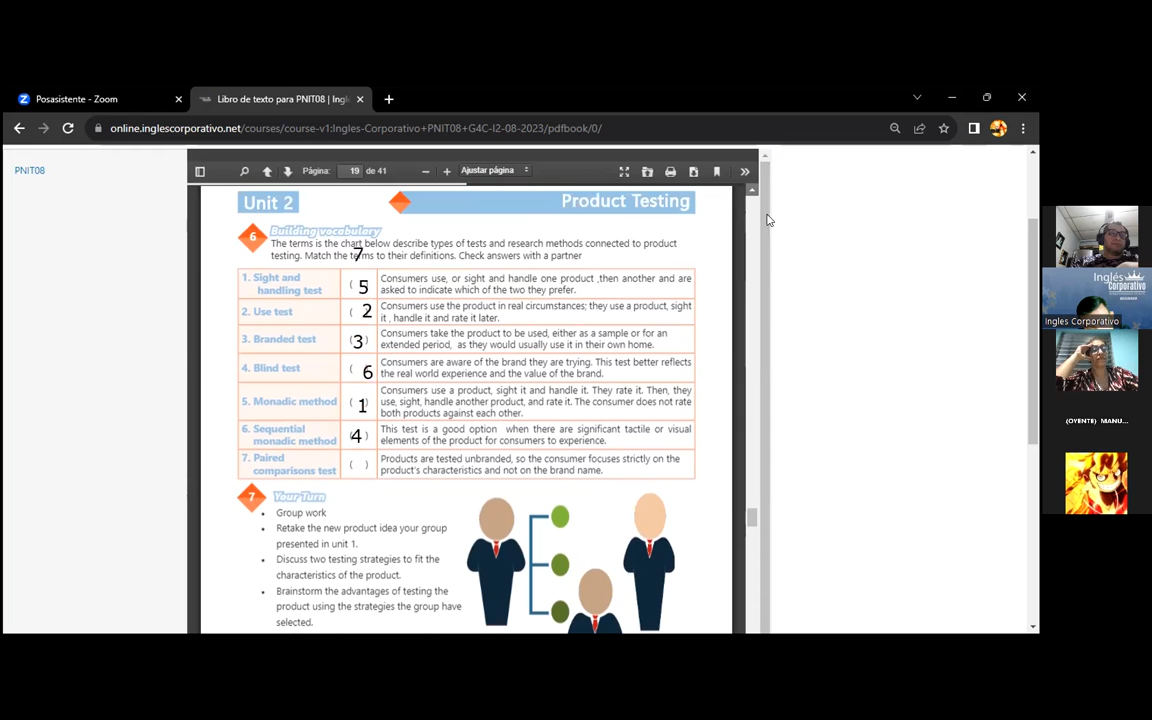 Posasistente - Zoom
Libro de texto para PNIT08 | Ingl
online.inglescorporativo.net/courses/course-v1:Ingles-Corporativo+PNIT08+G4C-I2-08-2023/pdfbook/0/
PNIT08
Página: 19 de 41
Ajustar página
Unit 2
Product Testing
6
Building vocabulary
The terms is the chart below describe types of tests and research methods connected to product
testing. Match the terms to their definitions. Check answers with a partner
7
1. Sight and
handling test
( 5
Consumers use, or sight and handle one product ,then another and are
asked to indicate which of the two they prefer.
2. Use test
( 2
Consumers use the product in real circumstances; they use a product, sight
it , handle it and rate it later.
3. Branded test
(3)
Consumers take the product to be used, either as a sample or for an
extended period, as they would usually use it in their own home.
4. Blind test
( 6
Consumers are aware of the brand they are trying. This test better reflects
the real world experience and the value of the brand.
5. Monadic method
( 1)
Consumers use a product, sight it and handle it. They rate it. Then, they
use, sight, handle another product, and rate it. The consumer does not rate
both products against each other.
6. Sequential
monadic method
(4 )
This test is a good option when there are significant tactile or visual
elements of the product for consumers to experience.
7. Paired
comparisons test
( )
Products are tested unbranded, so the consumer focuses strictly on the
product's characteristics and not on the brand name.
7
Your Turn
• Group work
• Retake the new product idea your group
presented in unit 1.
• Discuss two testing strategies to fit the
characteristics of the product.
• Brainstorm the advantages of testing the
product using the strategies the group have
selected.
Inglés
Corporativo
Ingles Corporativo
(OYENTE) MANU...